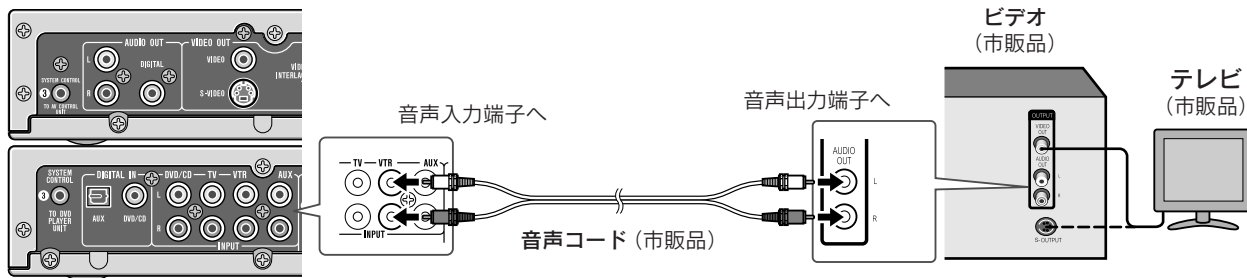 AUDIO OUT
VIDEO OUT
L
DIGITAL
VIDEO
R
S-VIDEO
SYSTEM CONTROL
3
TO AV CONTROL
UNIT
音声入力端子へ
TV
VTR
AUX
INPUT
音声コード（市販品）
音声出力端子へ
AUDIO
OUT
L
R
ビデオ
（市販品）
OUTPUT
VIDEO
OUT
AUDIO
OUT
L
R
S-OUTPUT
テレビ
（市販品）
SYSTEM
CONTROL
3
TO DVD
PLAYER
UNIT
DIGITAL IN
DVD/CD
TV
VTR
AUX
L
R
AUX
DVD/CD
INPUT